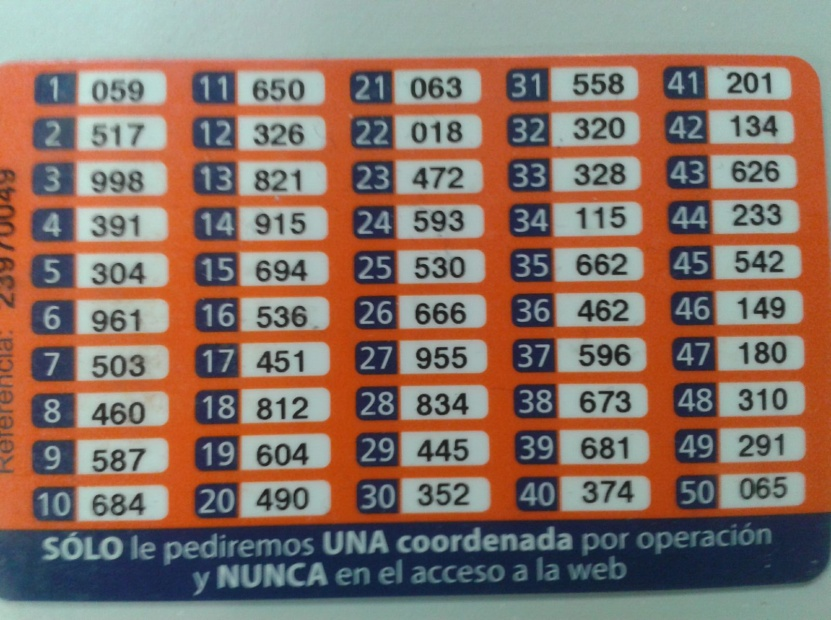 1 059 11 650 21 063 31 558 41 201
2 517 12 326 22 018 32 320 42 134
3 998 13 821 23 472 33 328 43 626
4 391 14 915 24 593 34 115 44 233
5 304 15 694 25 530 35 662 45 542
6 961 16 536 26 666 36 462 46 149
7 503 17 451 27 955 37 596 47 180
8 460 18 812 28 834 38 673 48 310
9 587 19 604 29 445 39 681 49 291
10 684 20 490 30 352 40 374 50 065
Referencia: 23970049
SÓLO le pediremos UNA coordenada por operación
y NUNCA en el acceso a la web